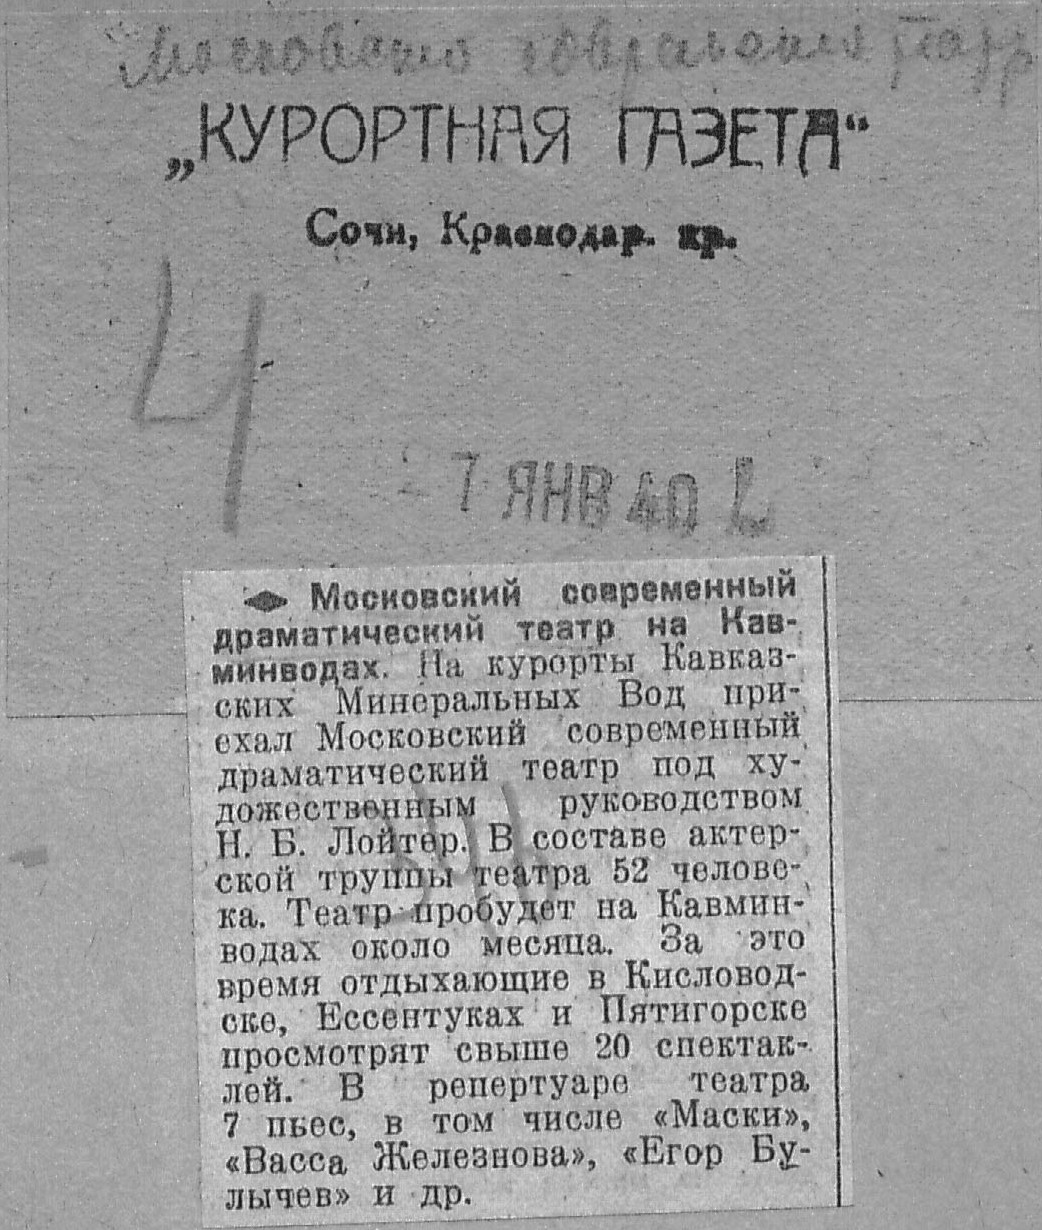 Московский
„КУРОРТНАЯ ГАЗЕТА“
Сочи, Краснодар. кр.
4
27 ЯНВ 40
Московский современный
драматический театр на Кав-
минводах. На курорты Кавказ-
ских Минеральных Вод при-
ехал Московский современный
драматический театр под ху-
дожественным руководством
Н. Б. Лойтер. В составе актер-
ской труппы театра 52 челове-
ка. Театр пробудет на Кавмин-
водах около месяца. За это
время отдыхающие в Кисловод-
ске, Ессентуках и Пятигорске
просмотрят свыше 20 спектак-
лей. В репертуаре театра
7 пьес, в том числе «Маски»,
«Васса Железнова», «Егор Бу-
лычев» и др.